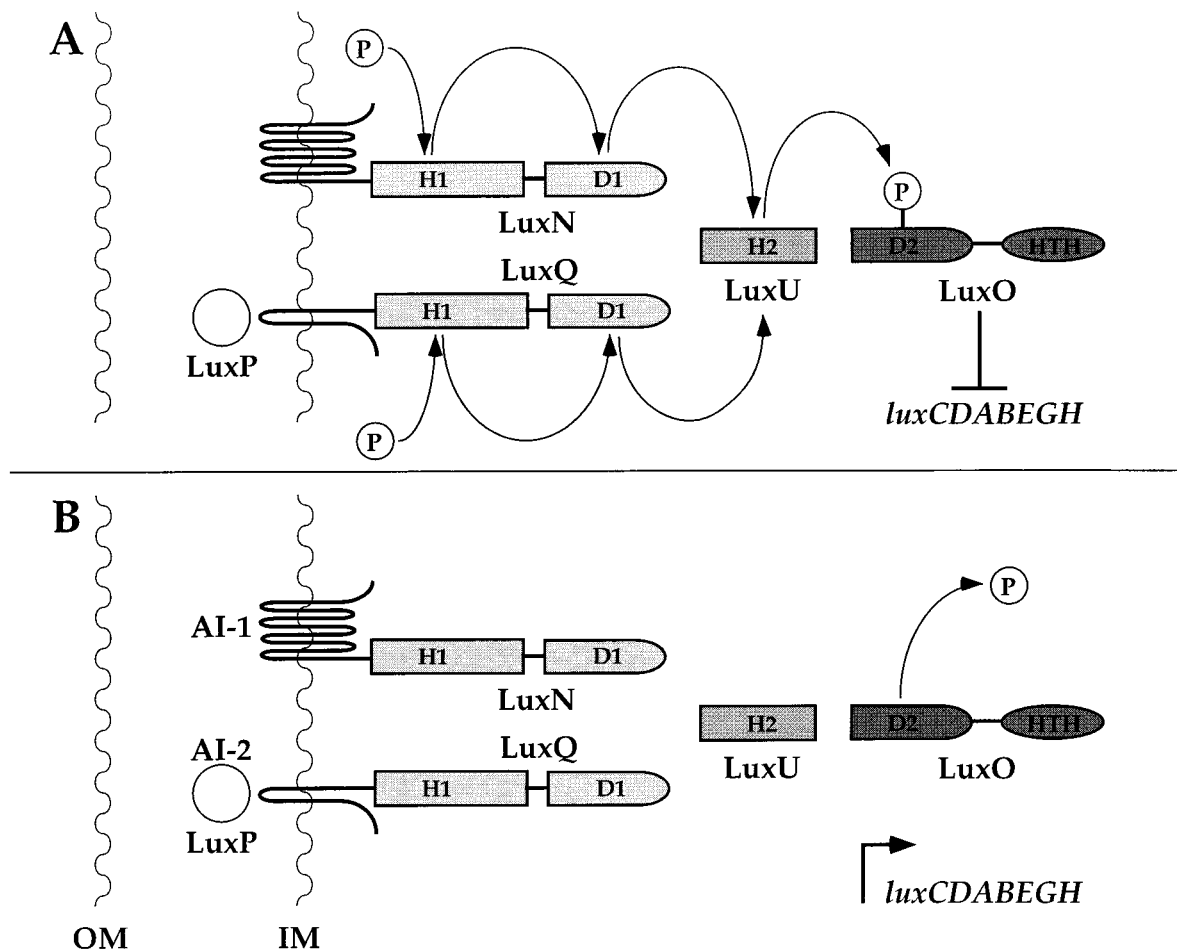 A
P
H1
D1
LuxN
P
H2
LuxU
D2
HTH
LuxO
LuxQ
H1
D1
LuxP
P
luxCDABEGH
B
AI-1
H1
D1
LuxN
P
H2
LuxU
D2
HTH
LuxO
AI-2
LuxQ
H1
D1
LuxP
luxCDABEGH
OM
IM